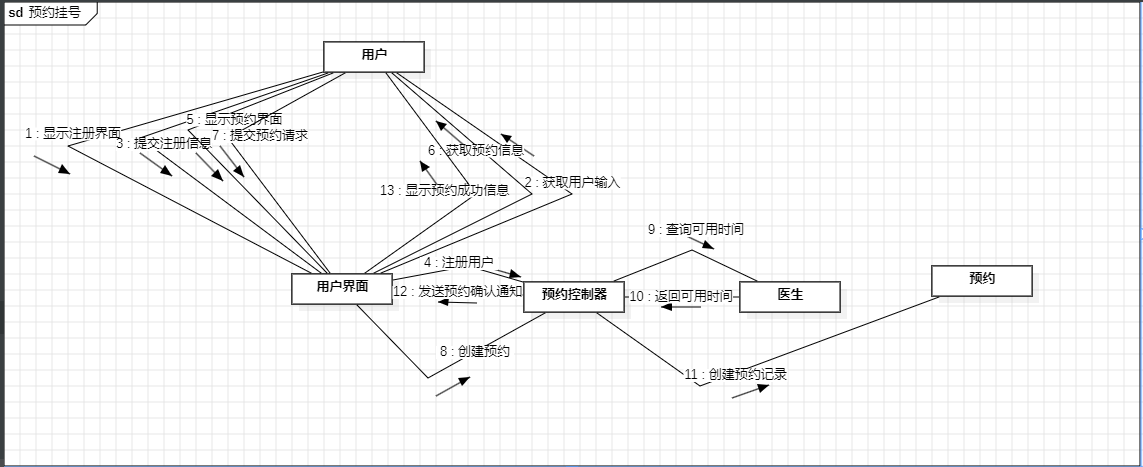 sd 预约挂号
用户
1 : 显示注册界面
3 : 提交注册信息
5 : 显示预约界面
7 : 提交预约请求
6 : 获取预约信息
13 : 显示预约成功信息
2 : 获取用户输入
9 : 查询可用时间
4 : 注册用户
用户界面
12 : 发送预约确认通知
预约控制器
10 : 返回可用时间
医生
预约
8 : 创建预约
11 : 创建预约记录